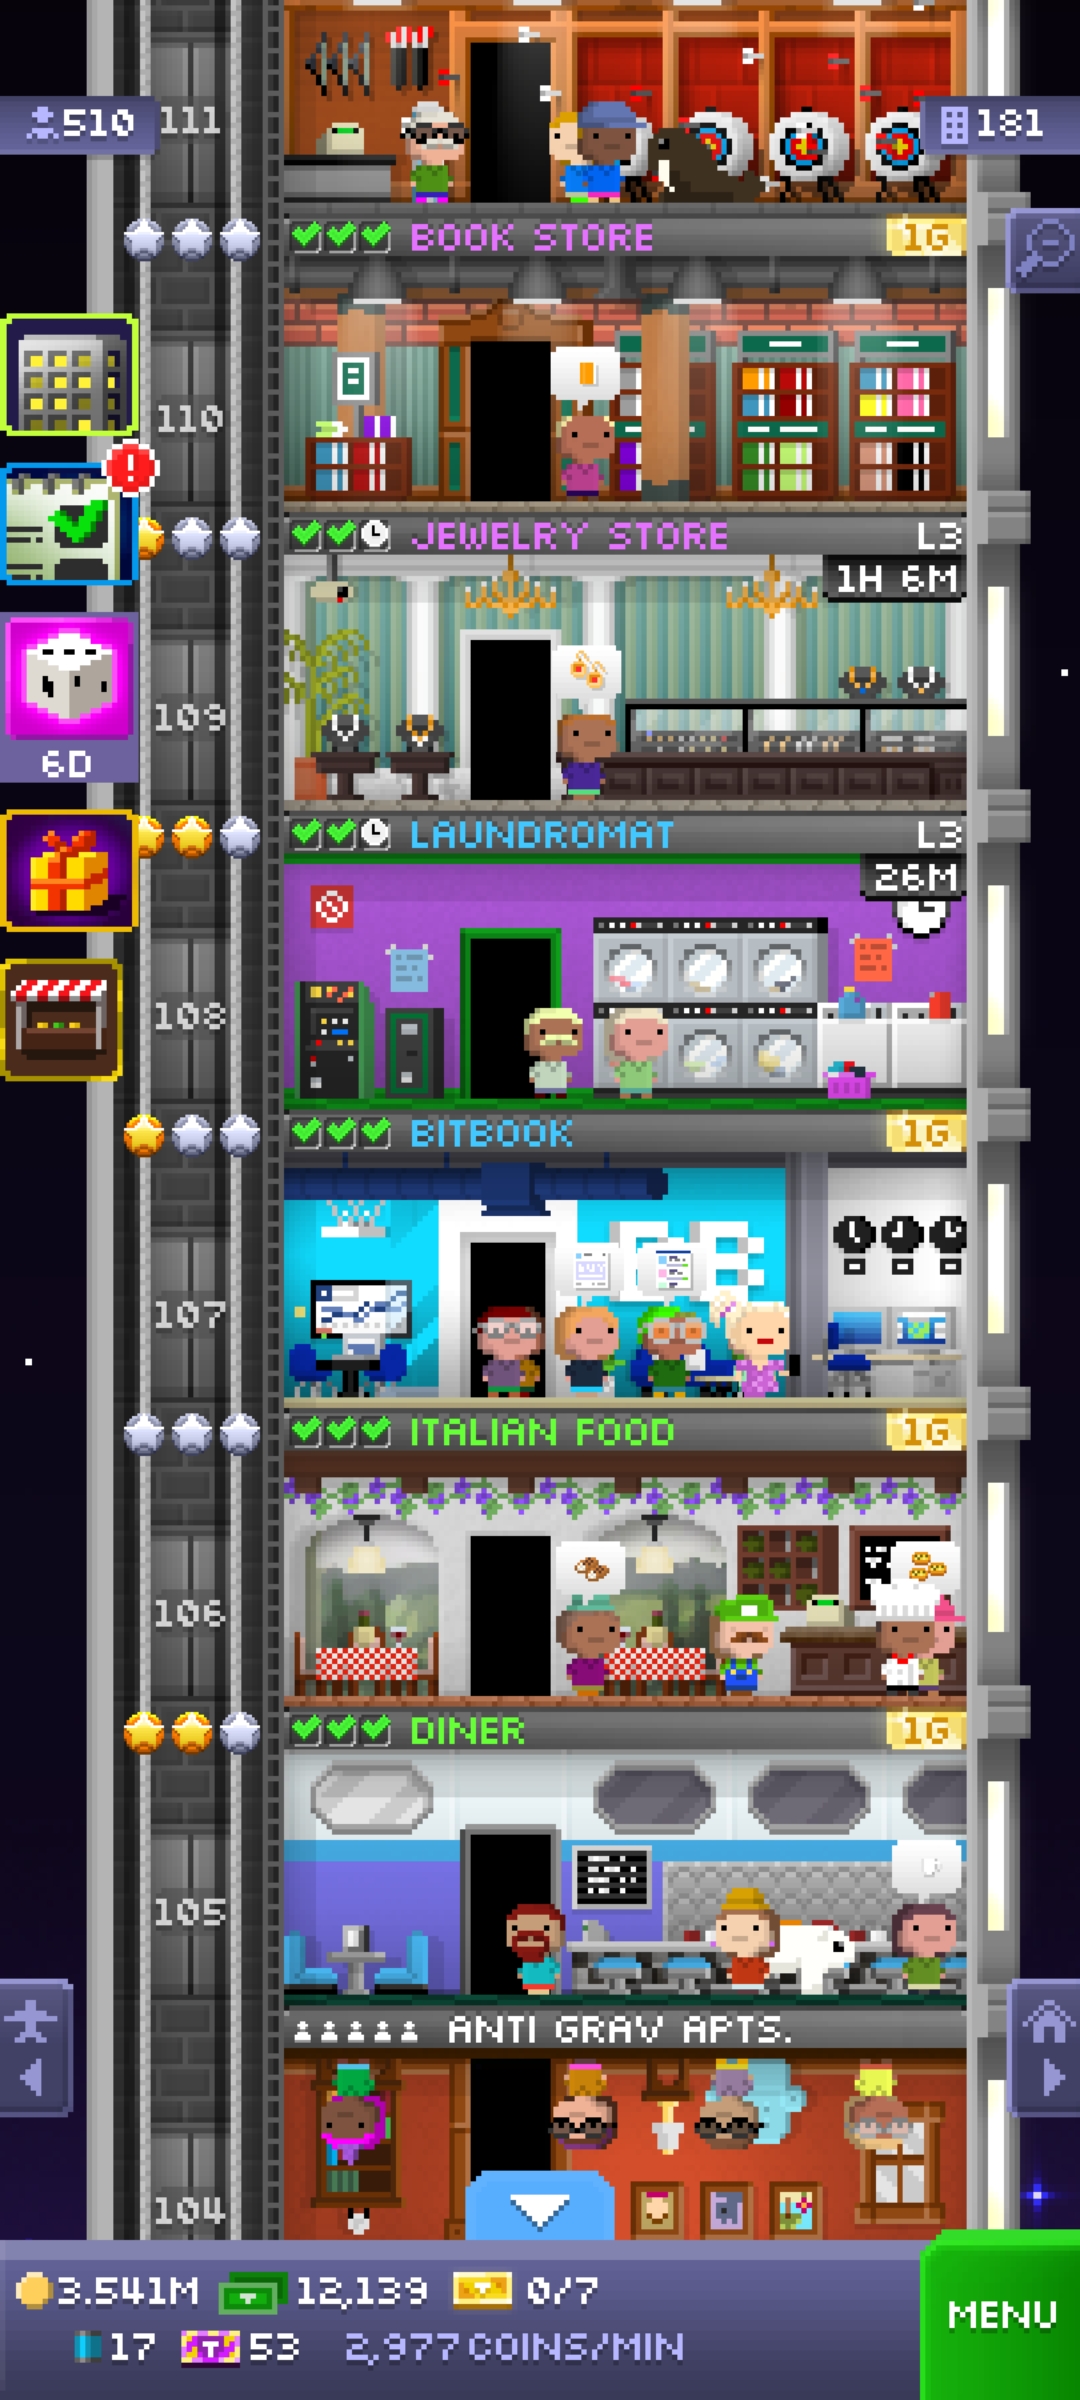 510
111
181
BOOK STORE
1G
110
JEWELRY STORE
L3
1H 6M
109
6D
LAUNDROMAT
L3
26M
108
BITBOOK
1G
107
ITALIAN FOOD
1G
106
DINER
1G
105
ANTI GRAV APTS.
104
3.541M 12,139 0/7
17 T 53 2,977 COINS/MIN
MENU